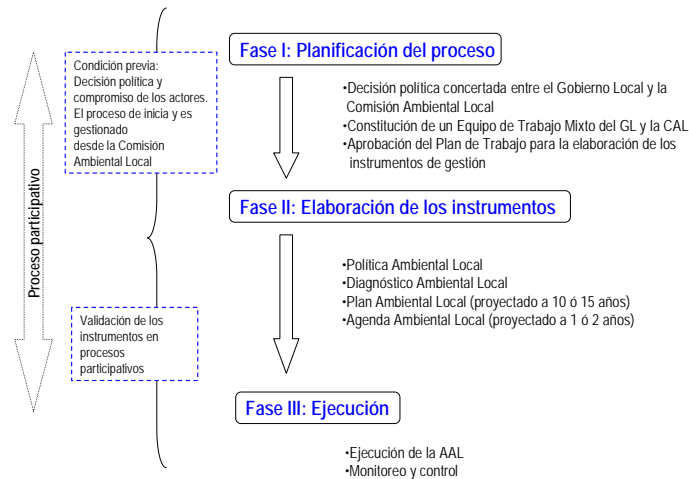 Proceso participativo
Condición previa:
Decisión política y
compromiso de los actores.
El proceso de inicia y es
gestionado
desde la Comisión
Ambiental Local
Validación de los
instrumentos en
procesos
participativos
Fase I: Planificación del proceso
•Decisión política concertada entre el Gobierno Local y la
Comisión Ambiental Local
•Constitución de un Equipo de Trabajo Mixto del GL y la CAL
•Aprobación del Plan de Trabajo para la elaboración de los
instrumentos de gestión
Fase II: Elaboración de los instrumentos
•Política Ambiental Local
•Diagnóstico Ambiental Local
•Plan Ambiental Local (proyectado a 10 ó 15 años)
•Agenda Ambiental Local (proyectado a 1 ó 2 años)
Fase III: Ejecución
•Ejecución de la AAL
•Monitoreo y control